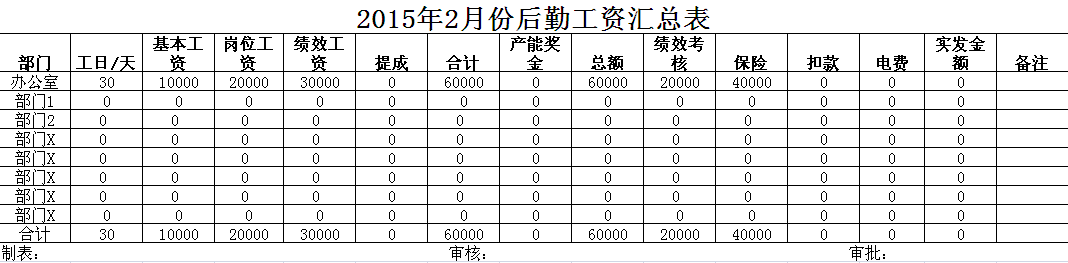 2015年2月份后勤工资汇总表
部门 工日/天 基本工资 岗位工资 绩效工资 提成 合计 产能奖金 总额 绩效考核 保险 扣款 电费 实发金额 备注
办公室 30 10000 20000 30000 0 60000 0 60000 20000 40000 0 0 0
部门1 0 0 0 0 0 0 0 0 0 0 0 0 0
部门2 0 0 0 0 0 0 0 0 0 0 0 0 0
部门X 0 0 0 0 0 0 0 0 0 0 0 0 0
部门X 0 0 0 0 0 0 0 0 0 0 0 0 0
部门X 0 0 0 0 0 0 0 0 0 0 0 0 0
部门X 0 0 0 0 0 0 0 0 0 0 0 0 0
部门X 0 0 0 0 0 0 0 0 0 0 0 0 0
合计 30 10000 20000 30000 0 60000 0 60000 20000 40000 0 0 0
制表: 审核: 审批: